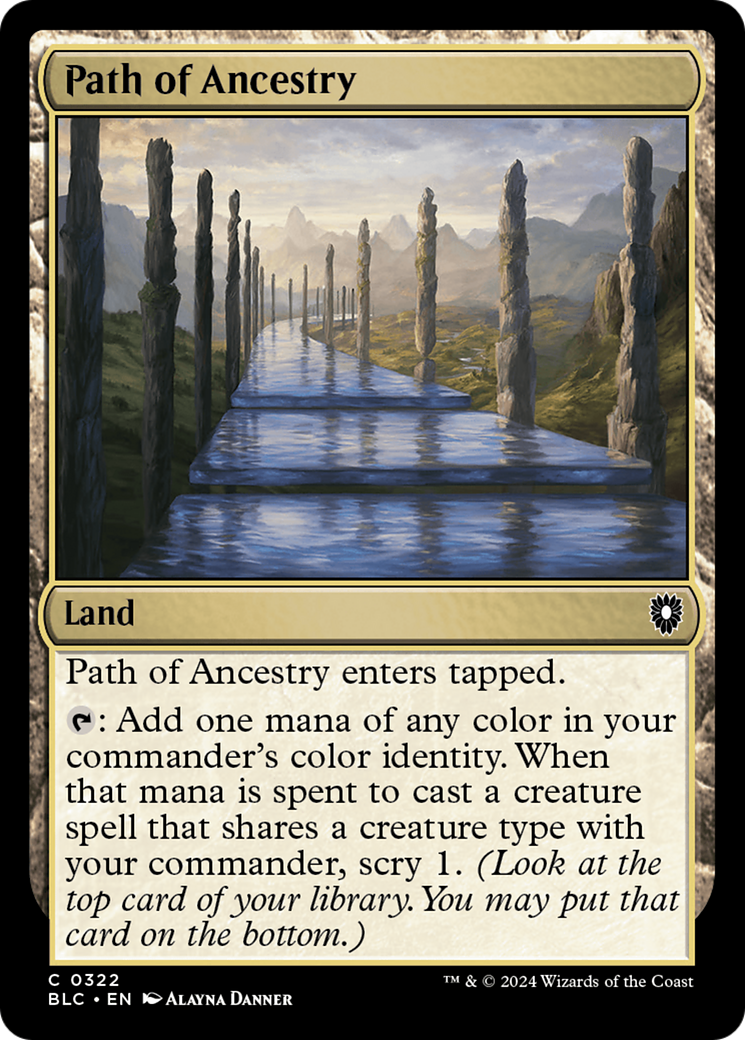 Path of Ancestry
Land
Path of Ancestry enters tapped.
: Add one mana of any color in your
commander's color identity. When
that mana is spent to cast a creature
spell that shares a creature type with
your commander, scry 1. (Look at the
top card of your library. You may put that
card on the bottom.)
C 0322
™ & © 2024 Wizards of the Coast
BLC • EN Alayna Danner